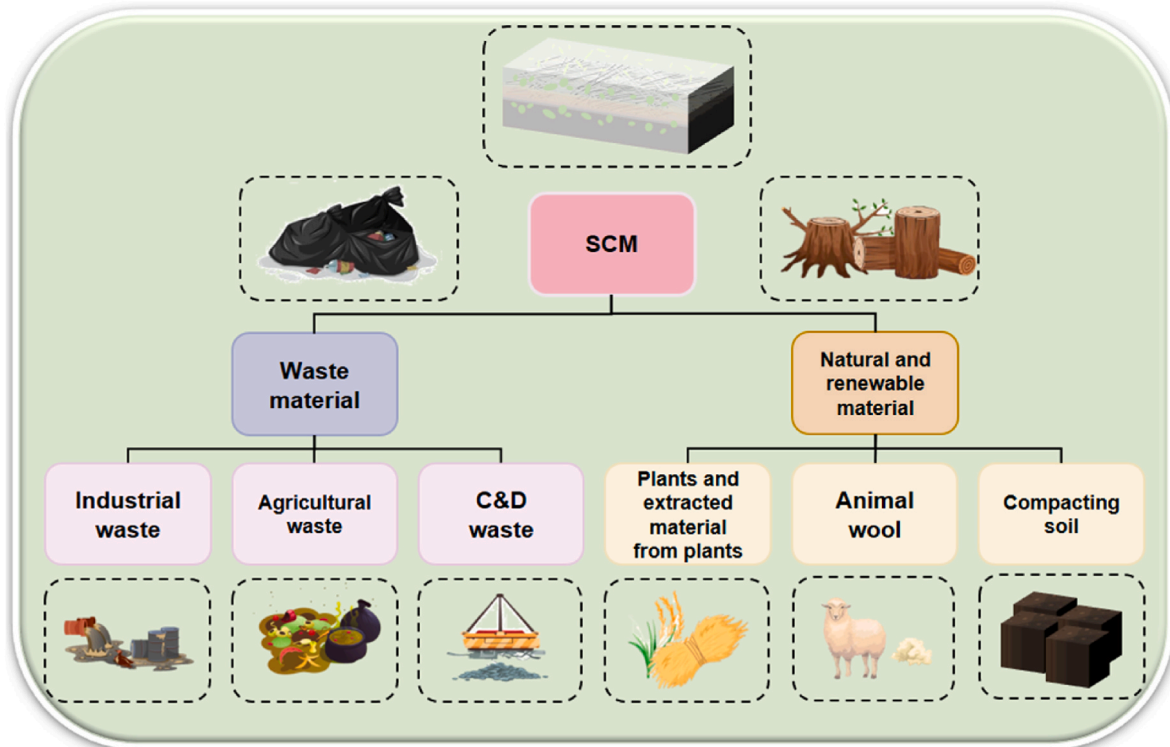 SCM
Waste
material
Natural and
renewable
material
Industrial
waste
Agricultural
waste
C&D
waste
Plants and
extracted
material
from plants
Animal
wool
Compacting
soil